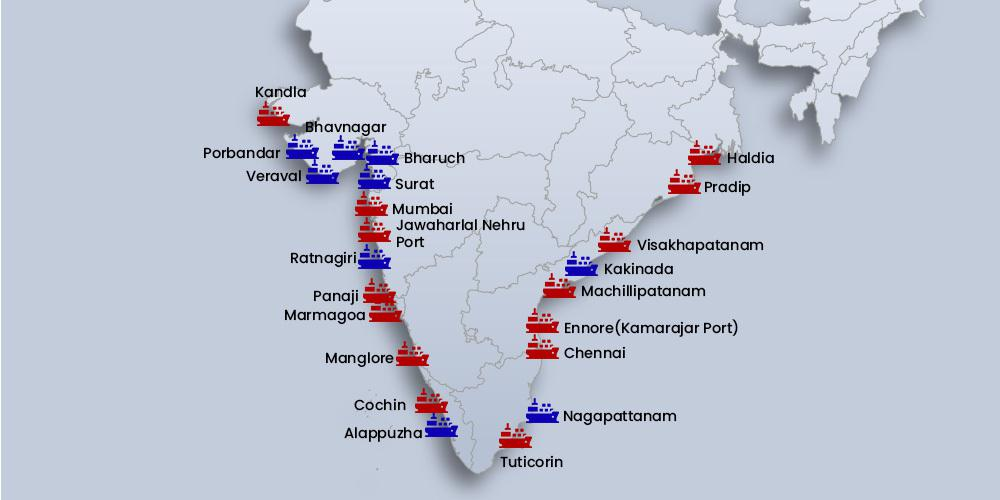 Kandla
Bhavnagar
Porbandar
Bharuch
Veraval
Surat
Mumbai
Jawaharlal Nehru
Port
Ratnagiri
Panaji
Marmagoa
Manglore
Cochin
Alappuzha
Haldia
Pradip
Visakhapatanam
Kakinada
Machillipatanam
Ennore(Kamarajar Port)
Chennai
Nagapattanam
Tuticorin